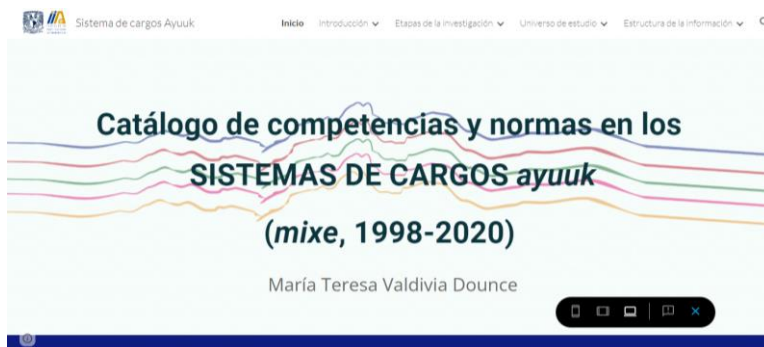 Sistema de cargos Ayuuk Inicio Introducción Etapas de la investigación Universo de estudio Estructura de la información
Catálogo de competencias y normas en los
SISTEMAS DE CARGOS ayuuk
(mixe, 1998-2020)
María Teresa Valdivia Dounce